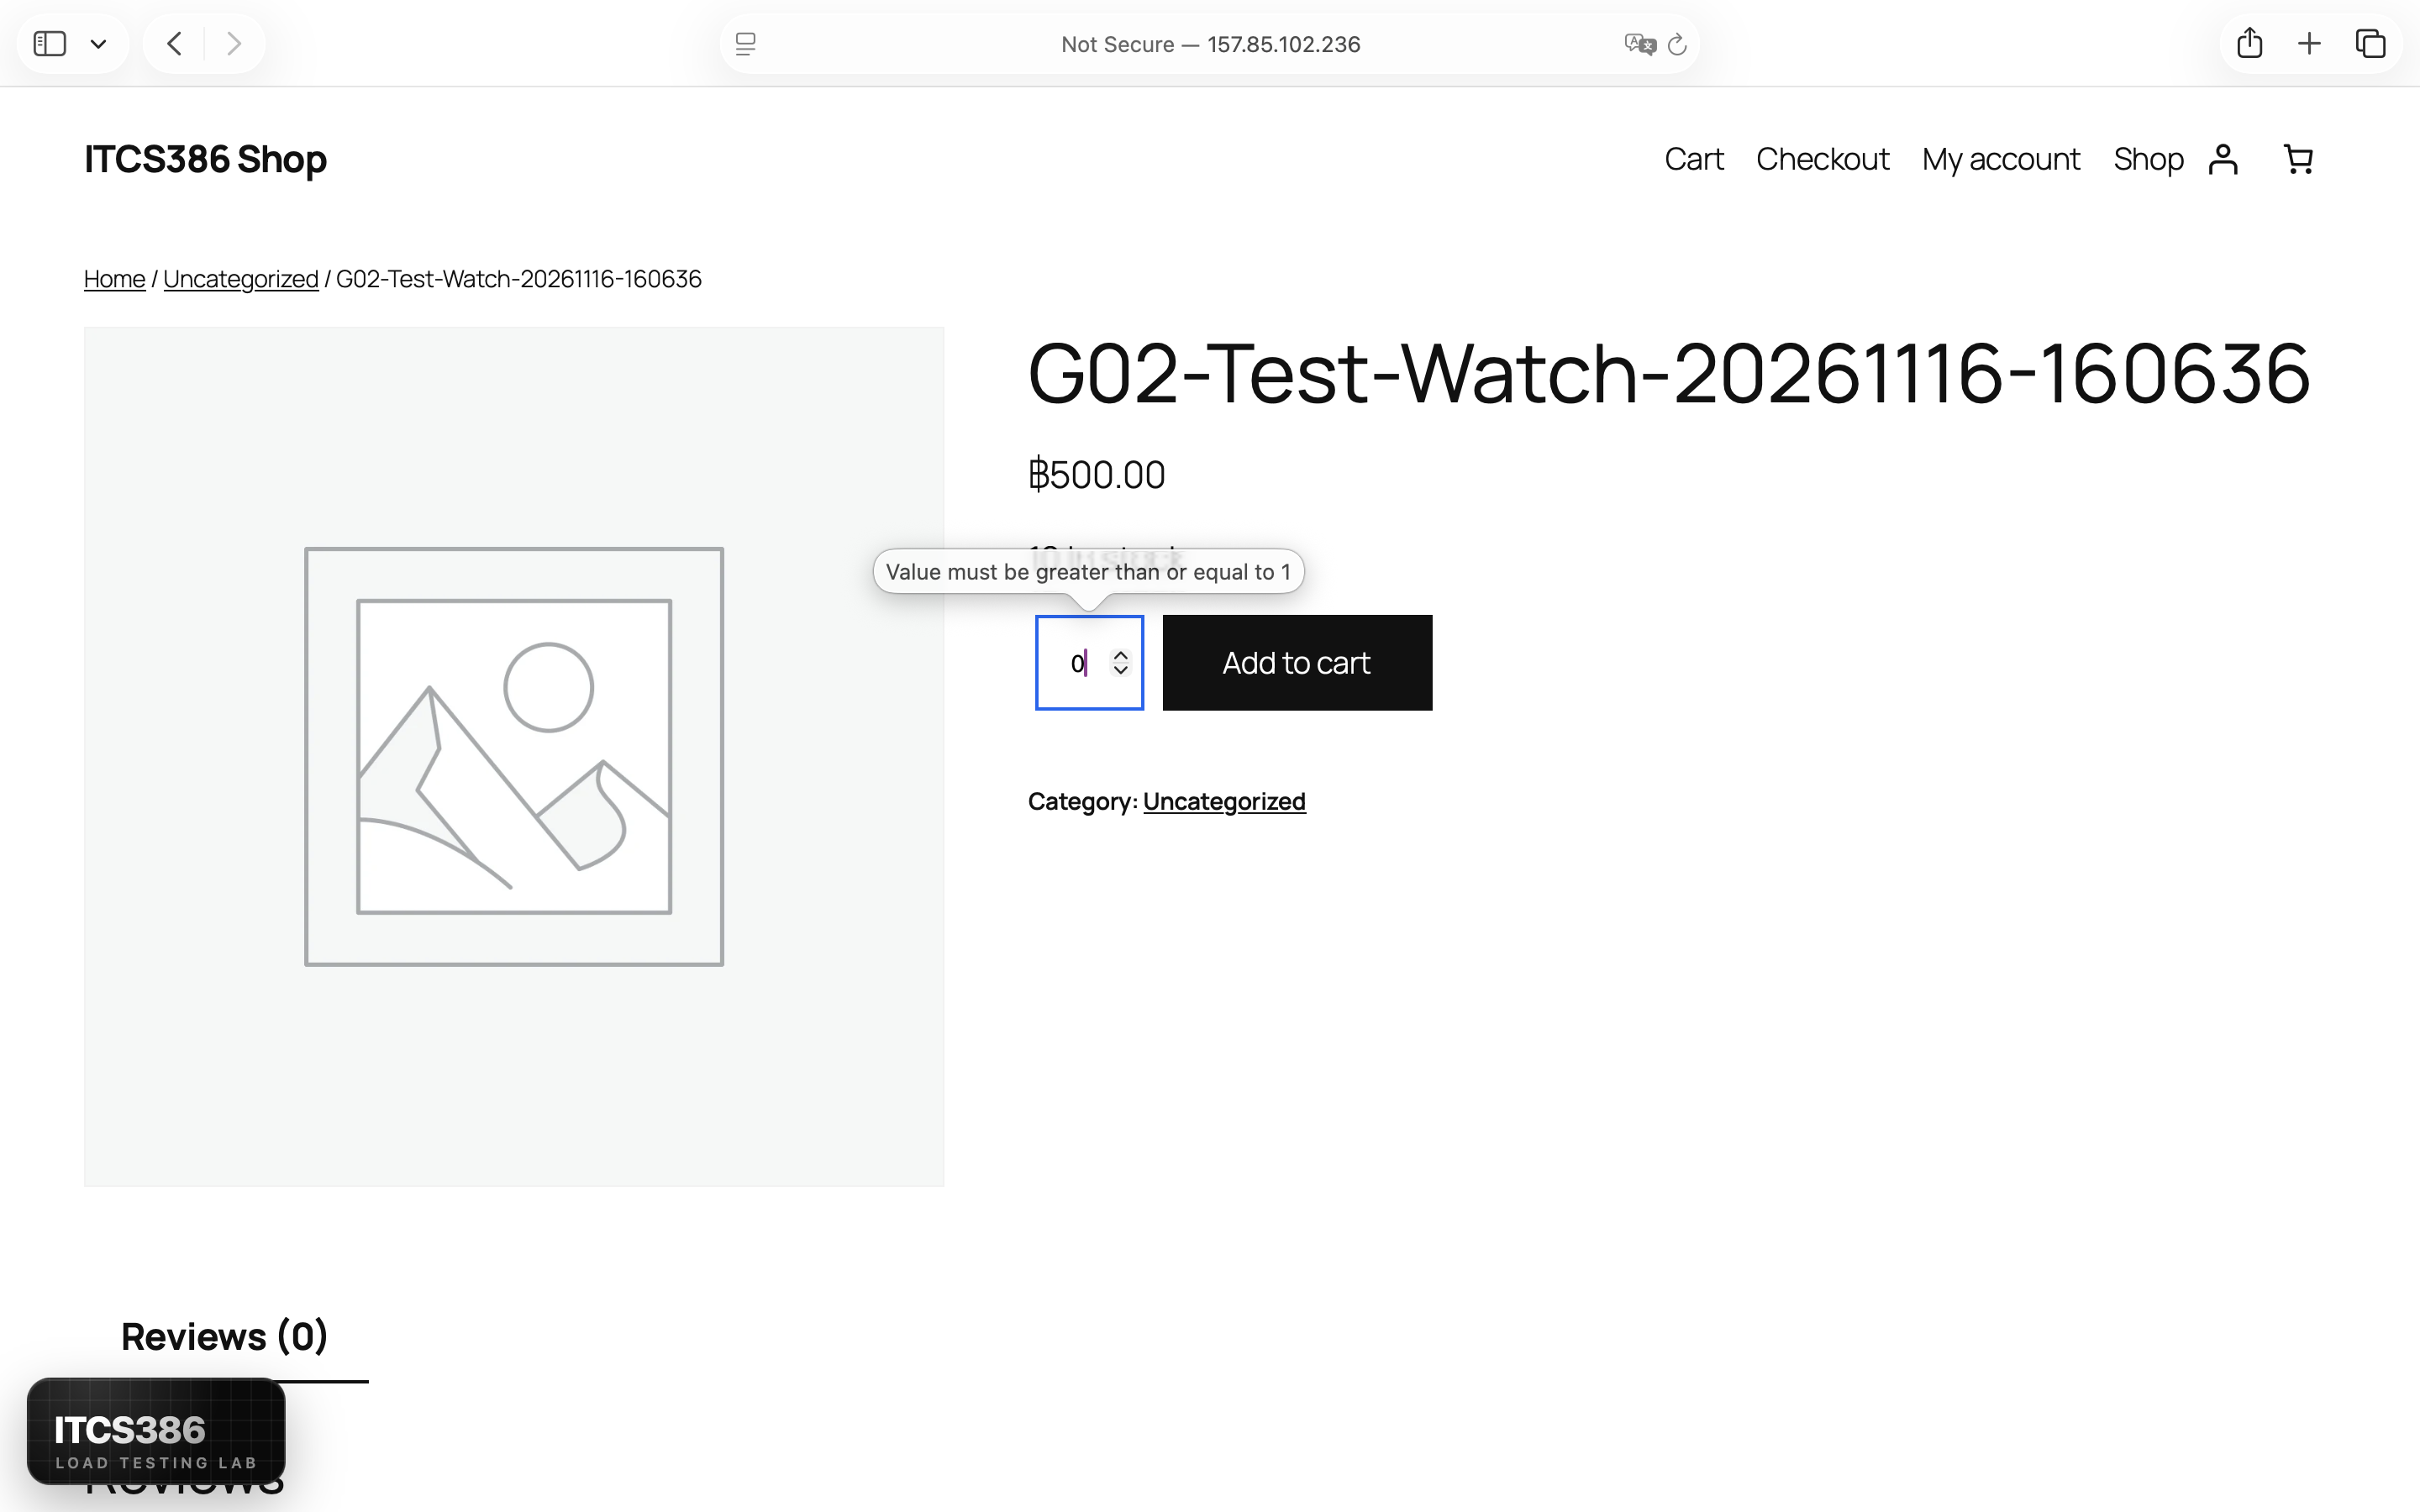 Not Secure — 157.85.102.236
ITCS386 Shop
Cart Checkout My account Shop
Home / Uncategorized / G02-Test-Watch-20261116-160636
G02-Test-Watch-20261116-160636
฿500.00
Value must be greater than or equal to 1
0
Add to cart
Category: Uncategorized
Reviews (0)
ITCS386
LOAD TESTING LAB